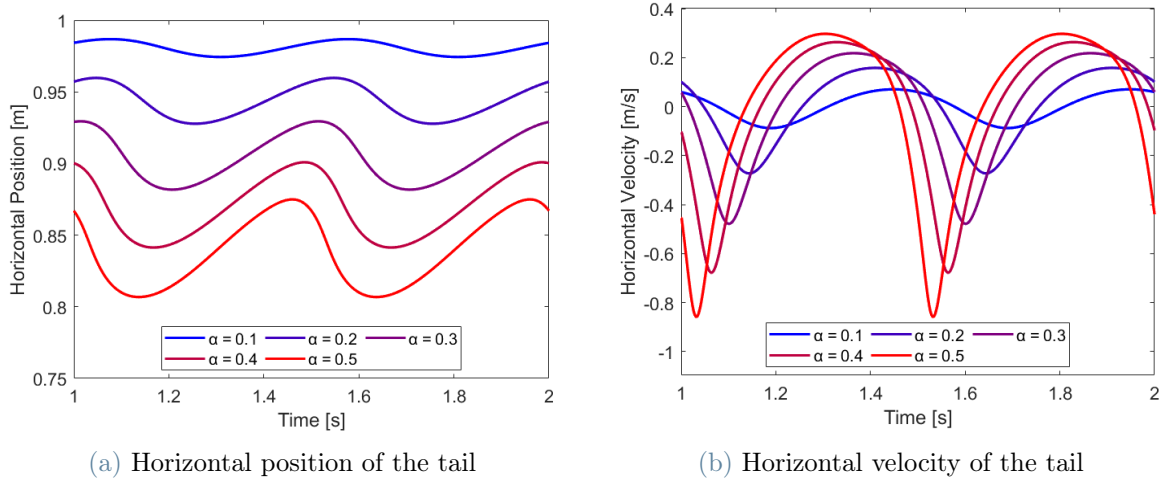 1
0.95
0.9
0.85
0.8
0.75
Horizontal Position [m]
1
1.2
1.4
1.6
1.8
2
Time [s]
α = 0.1
α = 0.2
α = 0.3
α = 0.4
α = 0.5
(a) Horizontal position of the tail
0.4
0.2
0
-0.2
-0.4
-0.6
-0.8
-1
Horizontal Velocity [m/s]
1
1.2
1.4
1.6
1.8
2
Time [s]
α = 0.1
α = 0.2
α = 0.3
α = 0.4
α = 0.5
(b) Horizontal velocity of the tail